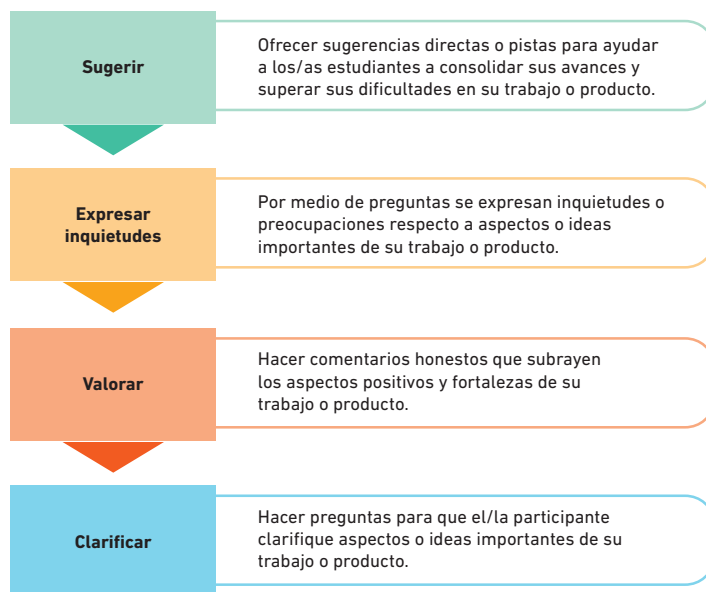 Sugerir
Ofrecer sugerencias directas o pistas para ayudar
a los/as estudiantes a consolidar sus avances y
superar sus dificultades en su trabajo o producto.
Expresar
inquietudes
Por medio de preguntas se expresan inquietudes o
preocupaciones respecto a aspectos o ideas
importantes de su trabajo o producto.
Valorar
Hacer comentarios honestos que subrayen
los aspectos positivos y fortalezas de su
trabajo o producto.
Clarificar
Hacer preguntas para que el/la participante
clarifique aspectos o ideas importantes de su
trabajo o producto.